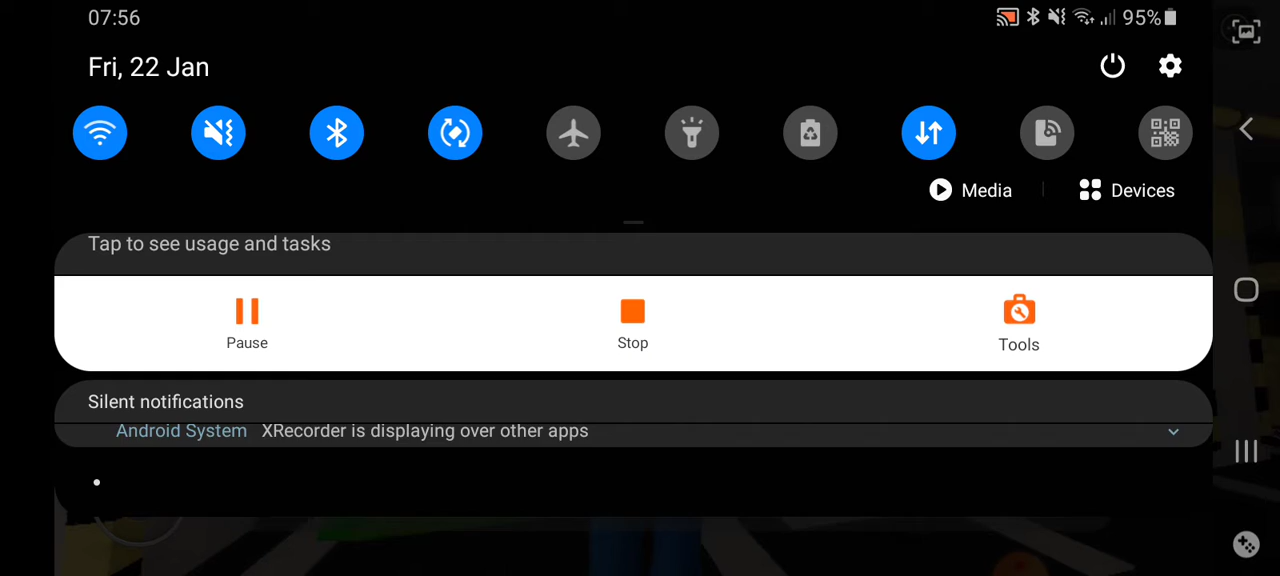 07:56
95%
Fri, 22 Jan
Media
Devices
Tap to see usage and tasks
Pause
Stop
Tools
Silent notifications
Android System XRecorder is displaying over other apps